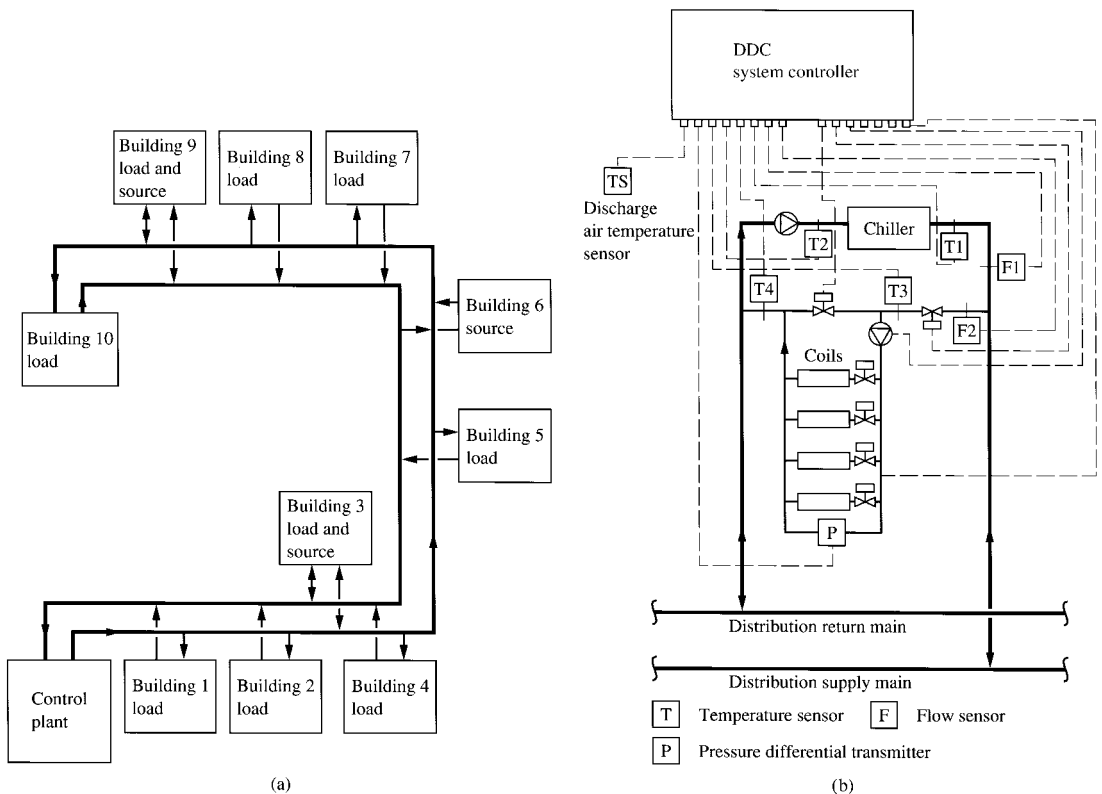 Building 9
load and
source
Building 8
load
Building 7
load
Building 10
load
Building 6
source
Building 5
load
Building 3
load and
source
Control
plant
Building 1
load
Building 2
load
Building 4
load
(a)
DDC
system controller
TS
Discharge
air temperature
sensor
Chiller
T2
T1
F1
T4
T3
F2
Coils
P
Distribution return main
Distribution supply main
T Temperature sensor
F Flow sensor
P Pressure differential transmitter
(b)